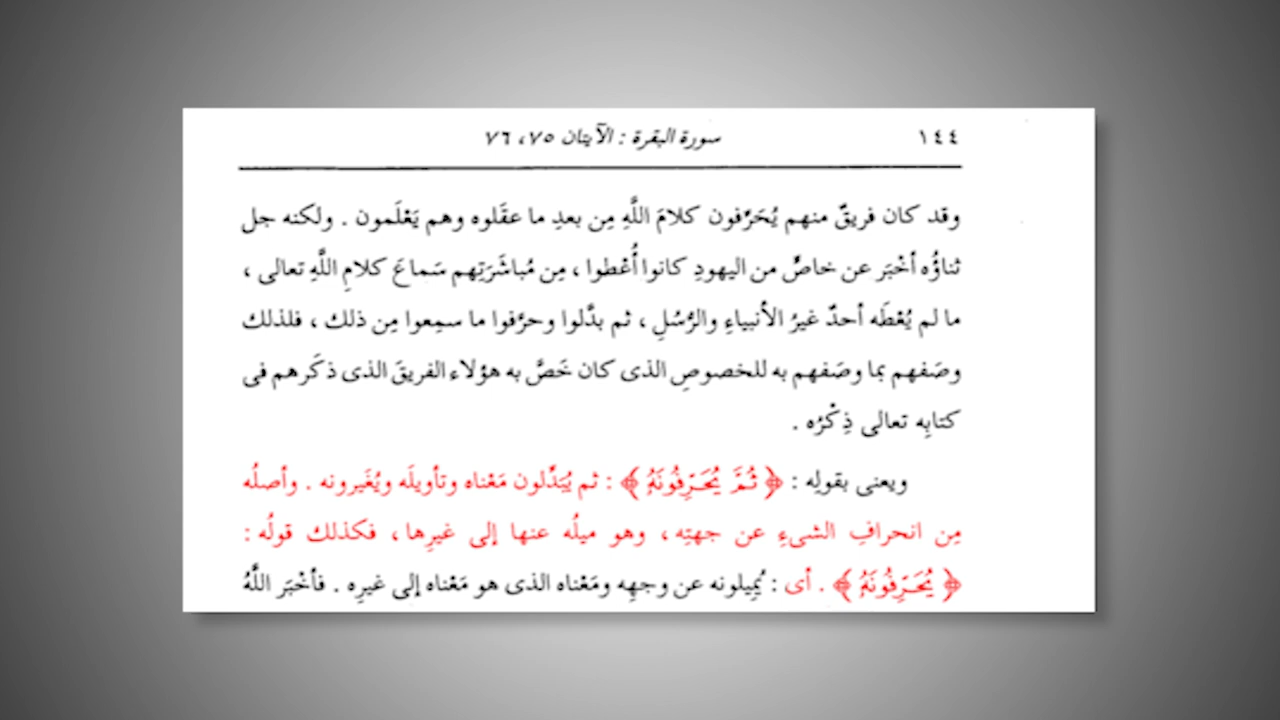 ١٤٤ سورة البقرة : الآيتان ٧٥، ٧٦
وقد كان فريقٌ منهم يُحَرِّفون كلامَ اللَّهِ مِن بعدِ ما عقَلوه وهم يَعْلَمون . ولكنه جل
ثناؤُه أخْبَر عن خاصٍّ من اليهودِ كانوا أُعْطوا ، مِن مُباشَرَتِهم سَماعَ كلامِ اللَّهِ تعالى ،
ما لم يُعْطَه أحدٌ غيرُ الأنبياءِ والرُّسُلِ ، ثم بدَّلوا وحرَّفوا ما سمِعوا مِن ذلك ، فلذلك
وصَفهم بما وصَفهم به للخصوصِ الذى كان خَصَّ به هؤلاء الفريقَ الذى ذكَرهم فى
كتابِه تعالى ذِكْرُه .
ويعنى بقولِه : ﴿ ثُمَّ يُحَرِّفُونَهُ ﴾ : ثم يُبَدِّلون مَعْناه وتأويلَه ويُغَيرونه . وأصلُه
مِن انحرافِ الشىءِ عن جهتِه ، وهو ميلُه عنها إلى غيرِها ، فكذلك قولُه :
﴿ يُحَرِّفُونَهُ ﴾ . أى : يُمِيلونه عن وجهِه ومَعْناه الذى هو مَعْناه إلى غيرِه . فأخْبَر اللَّهُ